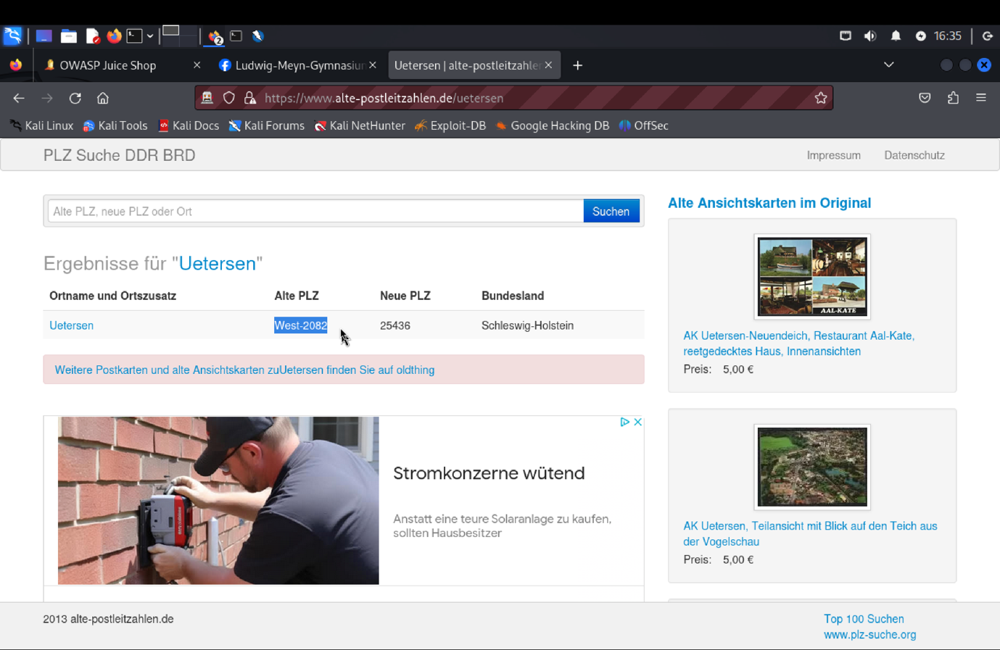 16:35
OWASP Juice Shop
Ludwig-Meyn-Gymnasium
Uetersen | alte-postleitzahle
https://www.alte-postleitzahlen.de/uetersen
Kali Linux
Kali Tools
Kali Docs
Kali Forums
Kali NetHunter
Exploit-DB
Google Hacking DB
OffSec
PLZ Suche DDR BRD
Impressum
Datenschutz
Alte PLZ, neue PLZ oder Ort
Suchen
Ergebnisse für "Uetersen"
Ortname und Ortszusatz Alte PLZ Neue PLZ Bundesland
Uetersen West-2082 25436 Schleswig-Holstein
Weitere Postkarten und alte Ansichtskarten zuUetersen finden Sie auf oldthing
Stromkonzerne wütend
Anstatt eine teure Solaranlage zu kaufen,
sollten Hausbesitzer
Alte Ansichtskarten im Original
AAL-KATE
AK Uetersen-Neuendeich, Restaurant Aal-Kate,
reetgedecktes Haus, Innenansichten
Preis: 5,00 €
AK Uetersen, Teilansicht mit Blick auf den Teich aus
der Vogelschau
Preis: 5,00 €
2013 alte-postleitzahlen.de
Top 100 Suchen
www.plz-suche.org